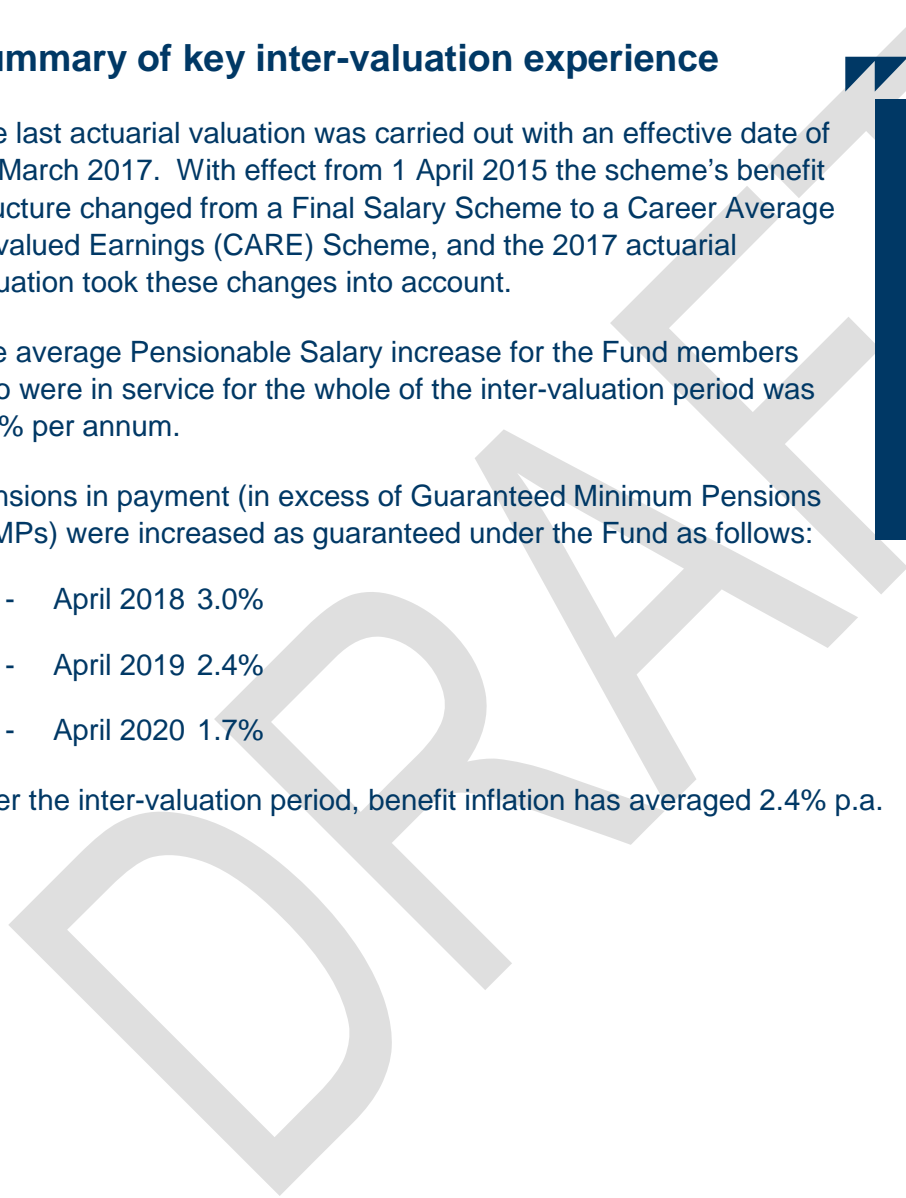 ummary of key inter-valuation experience
e last actuarial valuation was carried out with an effective date of
March 2017. With effect from 1 April 2015 the scheme's benefit
ucture changed from a Final Salary Scheme to a Career Average
valued Earnings (CARE) Scheme, and the 2017 actuarial
uation took these changes into account.
e average Pensionable Salary increase for the Fund members
o were in service for the whole of the inter-valuation period was
% per annum.
nsions in payment (in excess of Guaranteed Minimum Pensions
MPs) were increased as guaranteed under the Fund as follows:
- April 2018 3.0%
- April 2019 2.4%
- April 2020 1.7%
er the inter-valuation period, benefit inflation has averaged 2.4% p.a.
DRAFT